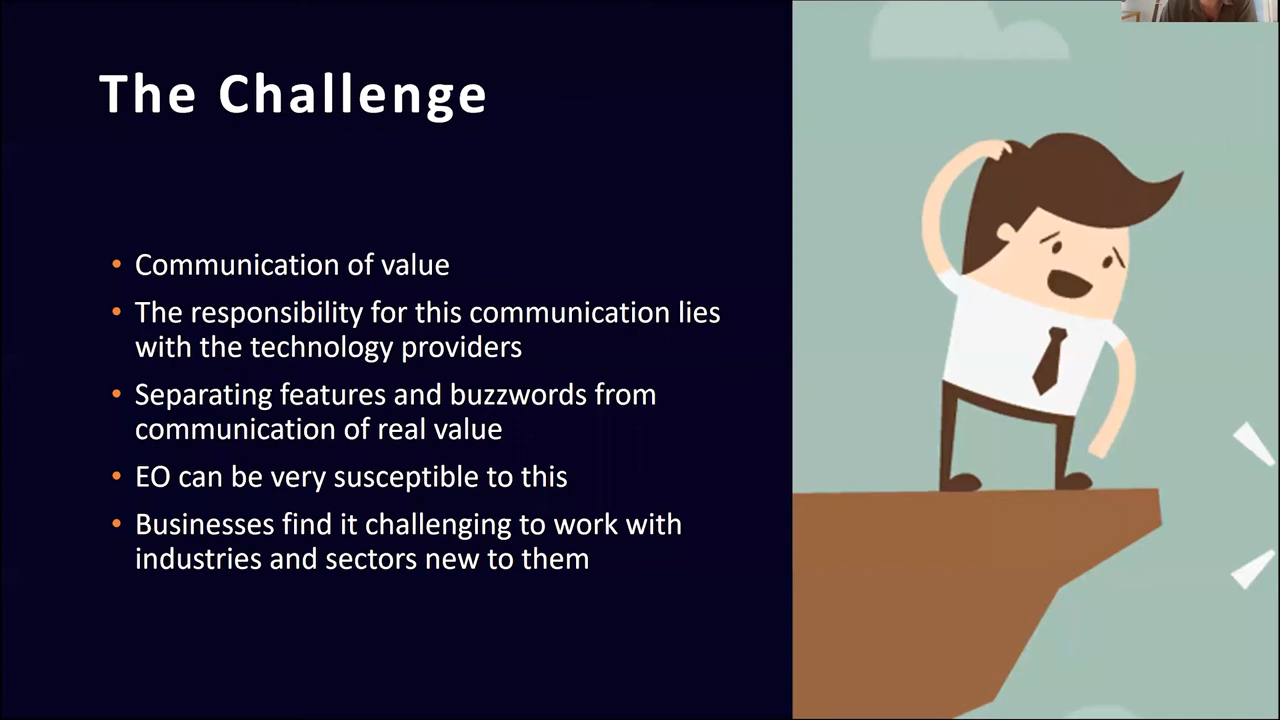 The Challenge
• Communication of value
• The responsibility for this communication lies
with the technology providers
• Separating features and buzzwords from
communication of real value
• EO can be very susceptible to this
• Businesses find it challenging to work with
industries and sectors new to them